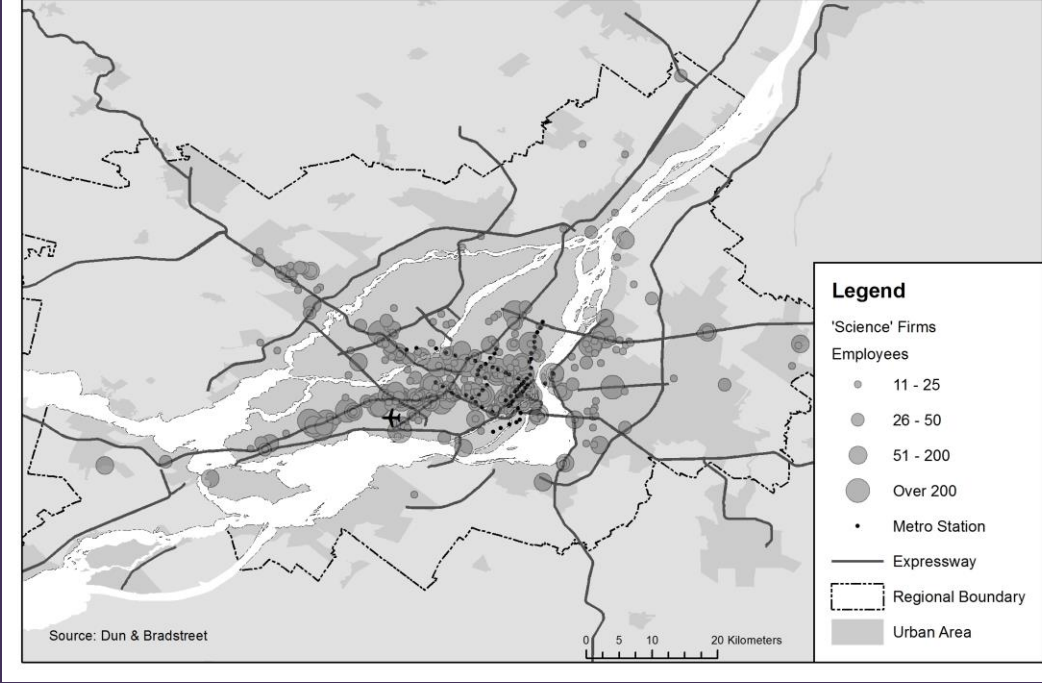 Legend
'Science' Firms
Employees
11 - 25
26 - 50
51 - 200
Over 200
Metro Station
Expressway
Regional Boundary
Urban Area
Source: Dun & Bradstreet
0 5 10 20 Kilometers